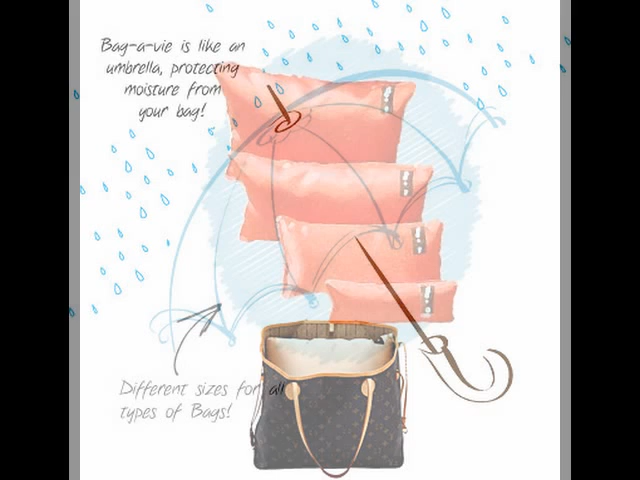 Bag-a-vie is like an
umbrella, protecting
moisture from
your bag!
Different sizes for all
types of Bags!